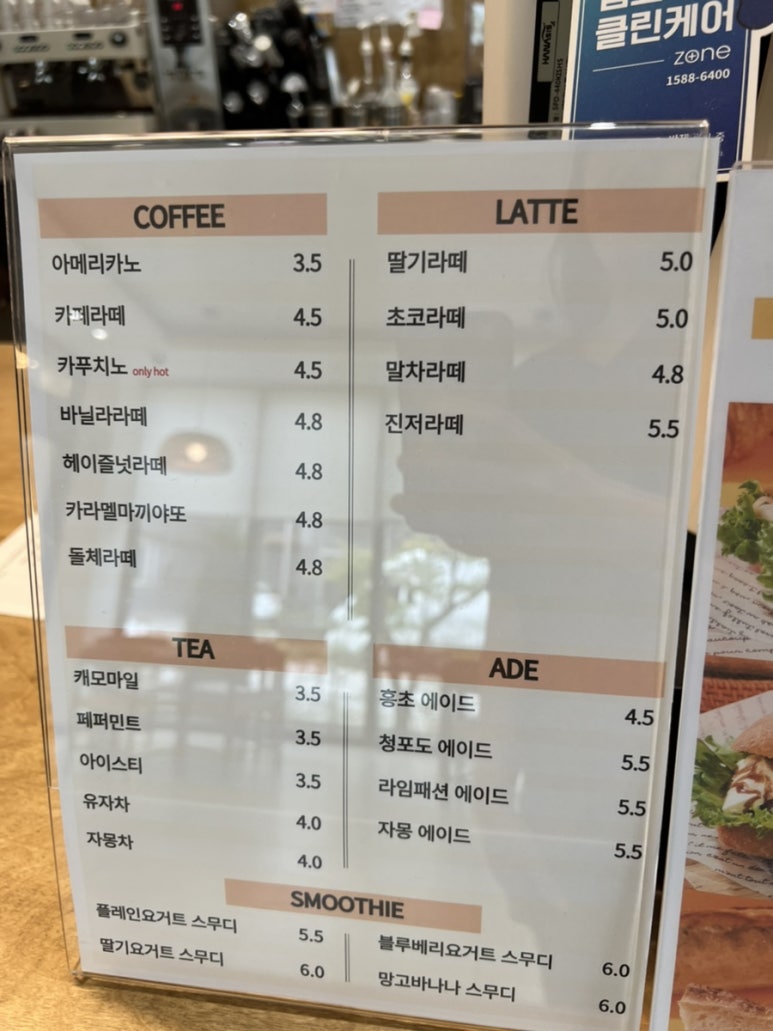 클린케어
zone
1588-6400
HANNA
COFFEE
아메리카노 3.5
카페라떼 4.5
카푸치노 only hot 4.5
바닐라라떼 4.8
헤이즐넛라떼 4.8
카라멜마끼야또 4.8
돌체라떼 4.8
LATTE
딸기라떼 5.0
초코라떼 5.0
말차라떼 4.8
진저라떼 5.5
TEA
캐모마일 3.5
페퍼민트 3.5
아이스티 3.5
유자차 4.0
자몽차 4.0
ADE
홍초 에이드 4.5
청포도 에이드 5.5
라임패션 에이드 5.5
자몽 에이드 5.5
SMOOTHIE
플레인요거트 스무디 5.5
딸기요거트 스무디 6.0
블루베리요거트 스무디 6.0
망고바나나 스무디 6.0